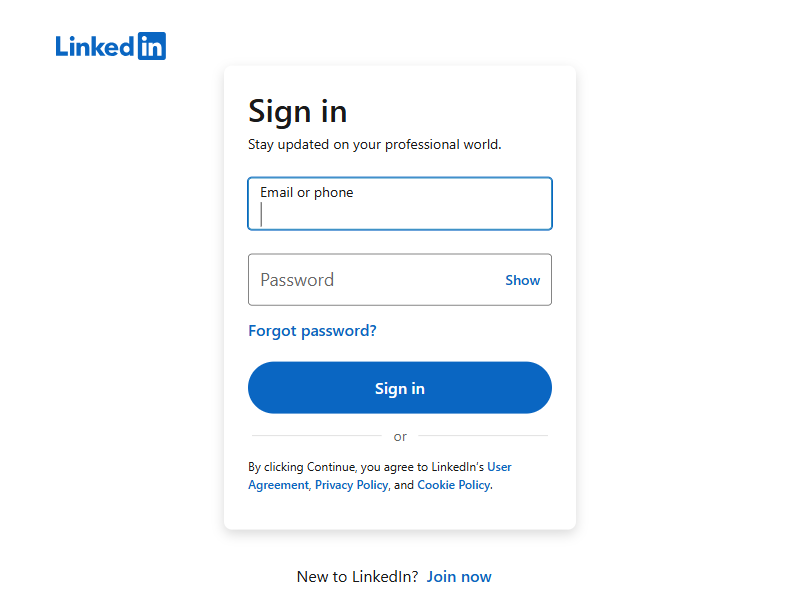 LinkedIn
Sign in
Stay updated on your professional world.
Email or phone
Password
Show
Forgot password?
Sign in
or
By clicking Continue, you agree to LinkedIn's User
Agreement, Privacy Policy, and Cookie Policy.
New to LinkedIn? Join now